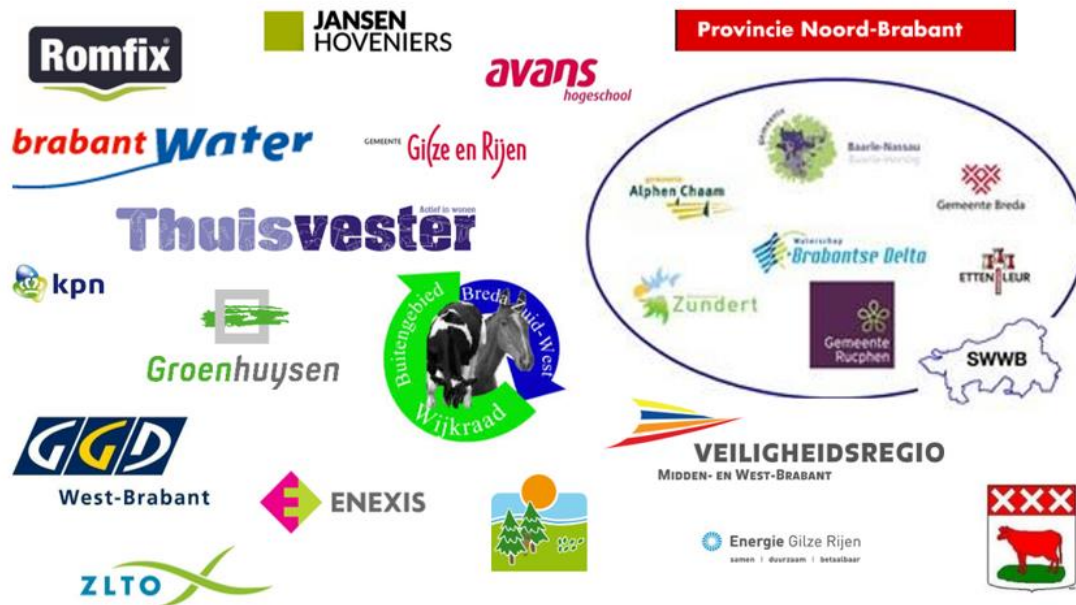 Romfix®
JANSEN
HOVENIERS
Provincie Noord-Brabant
avans
hogeschool
brabant Water
GEMEENTE Gilze en Rijen
gemeente
Baarle-Nassau
gemeente
Alphen Chaam
Gemeente Breda
Actief in wonen
Thuisvester
Waterschap
Brabantse Delta
ETTEN LEUR
kpn
Zundert
Buitengebied
Breda Zuid-West
Wijkraad
Gemeente
Rucphen
SWWB
Groenhuysen
GGD
West-Brabant
VEILIGHEIDSREGIO
MIDDEN- EN WEST-BRABANT
ENEXIS
Energie Gilze Rijen
samen | duurzaam | betaalbaar
ZLTO